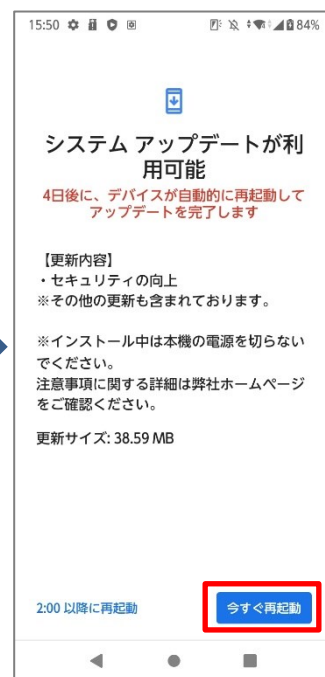 15:50 84%
システム アップデートが利
用可能
4日後に、デバイスが自動的に再起動して
アップデートを完了します
【更新内容】
・セキュリティの向上
※その他の更新も含まれております。
※インストール中は本機の電源を切らない
でください。
注意事項に関する詳細は弊社ホームページ
をご確認ください。
更新サイズ: 38.59 MB
2:00 以降に再起動 今すぐ再起動